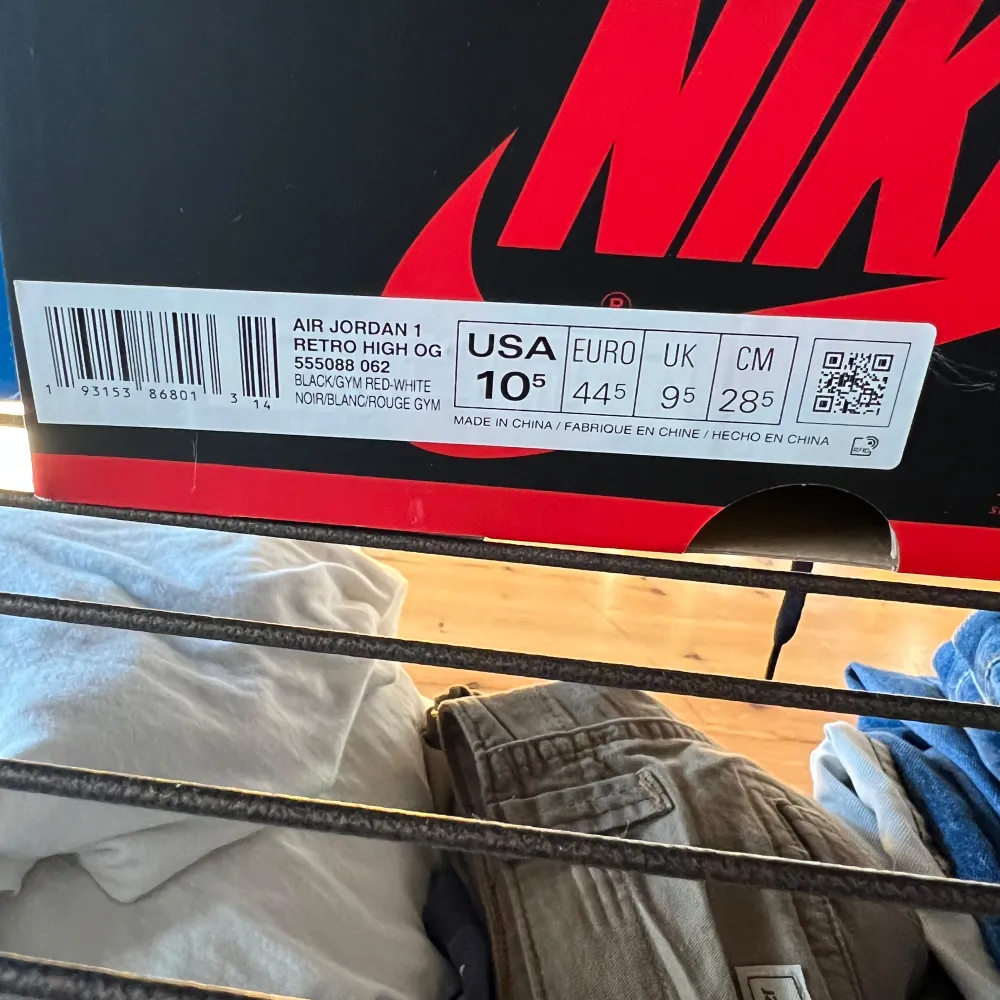 NIK
®
AIR JORDAN 1
RETRO HIGH OG
555088 062
BLACK/GYM RED-WHITE
NOIR/BLANC/ROUGE GYM
1 93153 86801 3 14
USA EURO UK CM
10⁵ 44⁵ 9⁵ 28⁵
MADE IN CHINA / FABRIQUE EN CHINE / HECHO EN CHINA
RFID